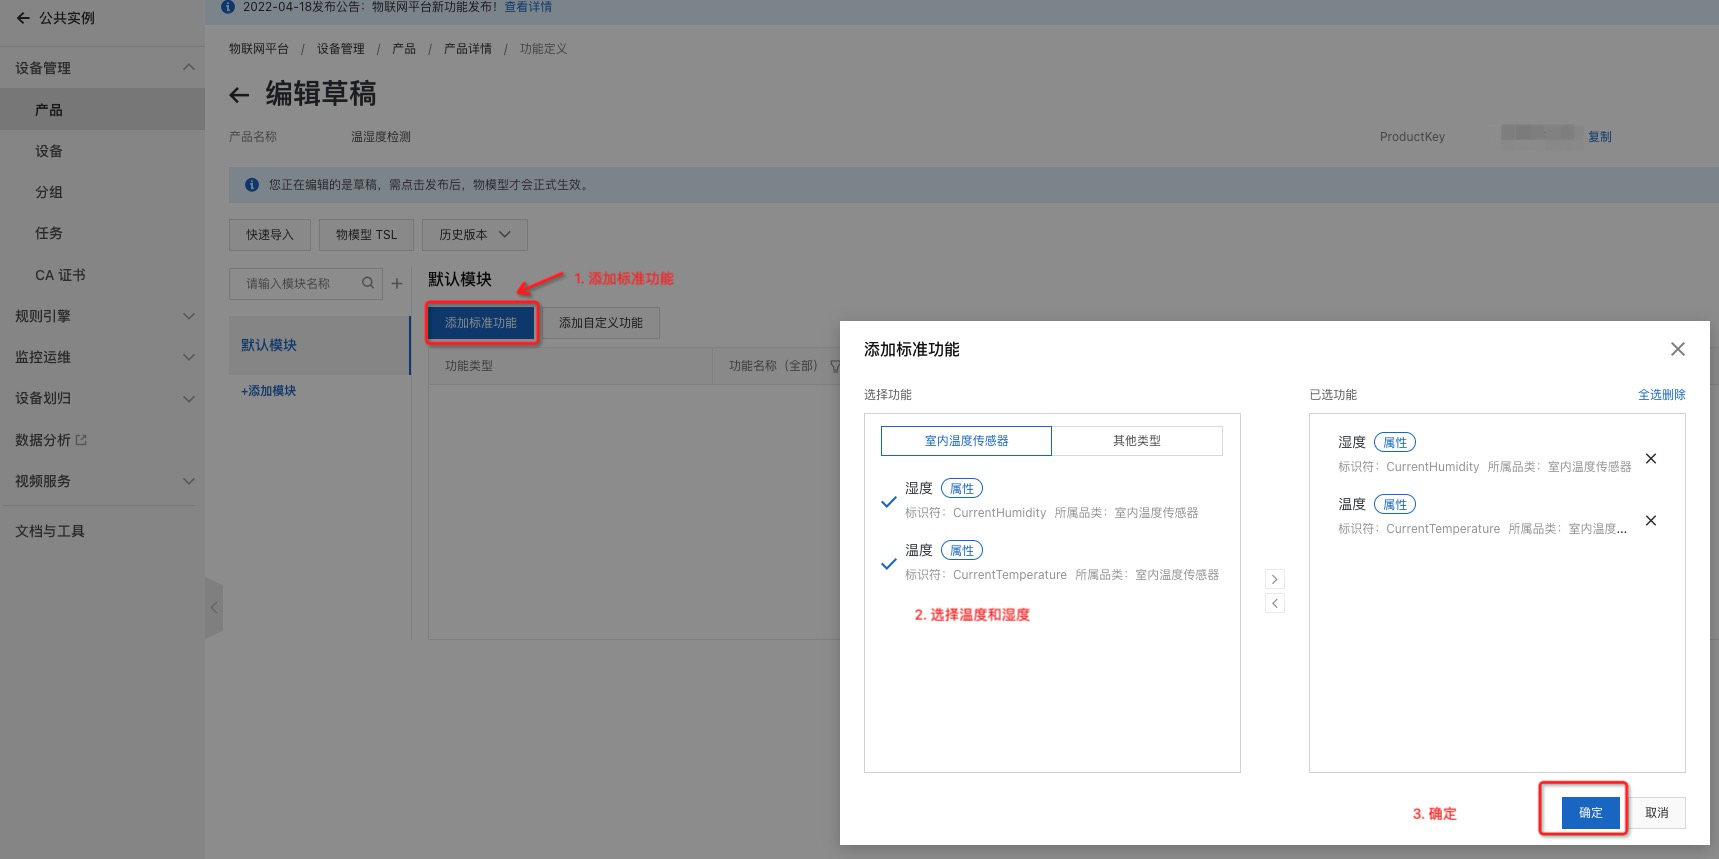 公共实例
设备管理
产品
设备
分组
任务
CA 证书
规则引擎
监控运维
设备划归
数据分析
视频服务
文档与工具
2022-04-18发布公告：物联网平台新功能发布！ 查看详情
物联网平台 / 设备管理 / 产品 / 产品详情 / 功能定义
编辑草稿
产品名称 温湿度检测 ProductKey 复制
您正在编辑的是草稿，需点击发布后，物模型才会正式生效。
快速导入 物模型 TSL 历史版本
请输入模块名称
默认模块
+添加模块
默认模块
1. 添加标准功能
添加标准功能 添加自定义功能
功能类型 功能名称（全部）
添加标准功能
选择功能
室内温度传感器 其他类型
湿度 属性
标识符：CurrentHumidity 所属品类：室内温度传感器
温度 属性
标识符：CurrentTemperature 所属品类：室内温度传感器
2. 选择温度和湿度
已选功能 全选删除
湿度 属性
标识符：CurrentHumidity 所属品类：室内温度传感器
温度 属性
标识符：CurrentTemperature 所属品类：室内温度...
3. 确定
确定 取消